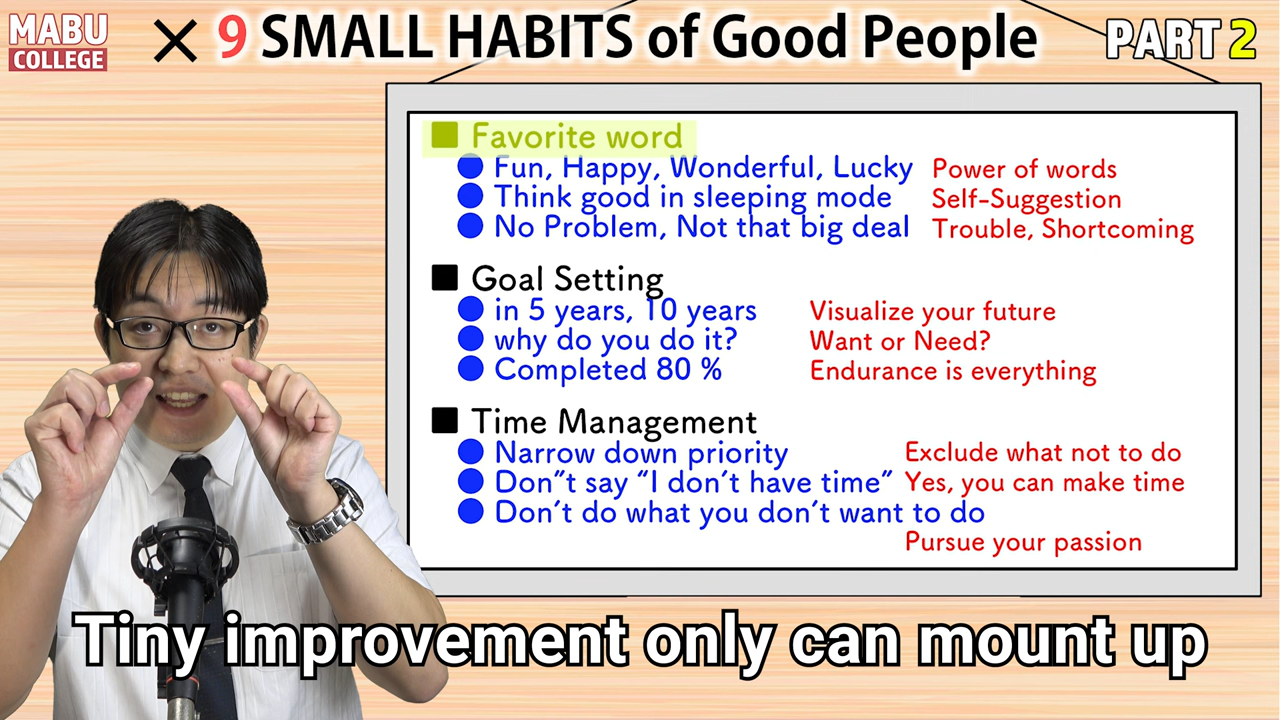 MABU
COLLEGE
× 9 SMALL HABITS of Good People
PART 2
■ Favorite word
● Fun, Happy, Wonderful, Lucky Power of words
● Think good in sleeping mode Self-Suggestion
● No Problem, Not that big deal Trouble, Shortcoming
■ Goal Setting
● in 5 years, 10 years Visualize your future
● why do you do it? Want or Need?
● Completed 80 % Endurance is everything
■ Time Management
● Narrow down priority Exclude what not to do
● Don”t say “I don’t have time” Yes, you can make time
● Don’t do what you don’t want to do
Pursue your passion
Tiny improvement only can mount up